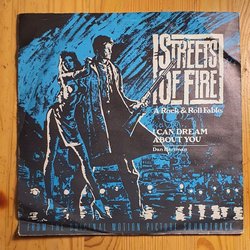 STREETS
OF FIRE
A Rock & Roll Fable
I CAN DREAM
ABOUT YOU
Dan Hartman
FROM THE ORIGINAL MOTION PICTURE SOUNDTRACK